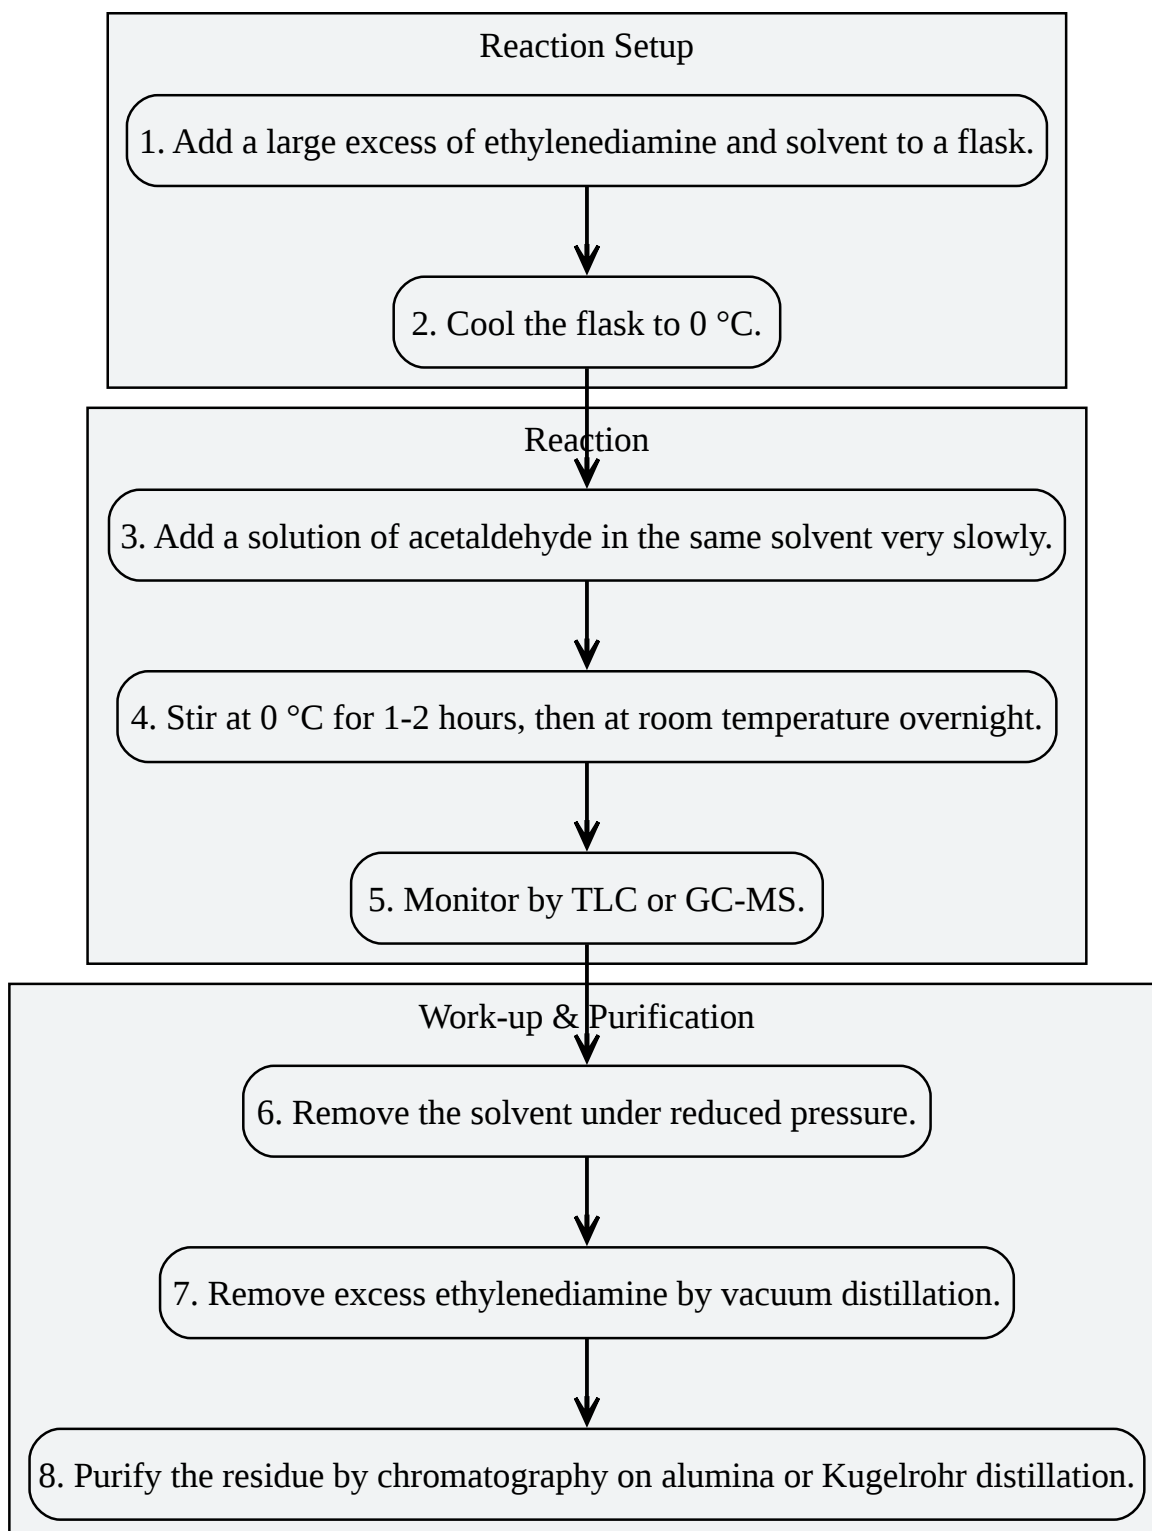 Reaction Setup
1. Add a large excess of ethylenediamine and solvent to a flask.
2. Cool the flask to 0 °C.
Reaction
3. Add a solution of acetaldehyde in the same solvent very slowly.
4. Stir at 0 °C for 1-2 hours, then at room temperature overnight.
5. Monitor by TLC or GC-MS.
Work-up & Purification
6. Remove the solvent under reduced pressure.
7. Remove excess ethylenediamine by vacuum distillation.
8. Purify the residue by chromatography on alumina or Kugelrohr distillation.